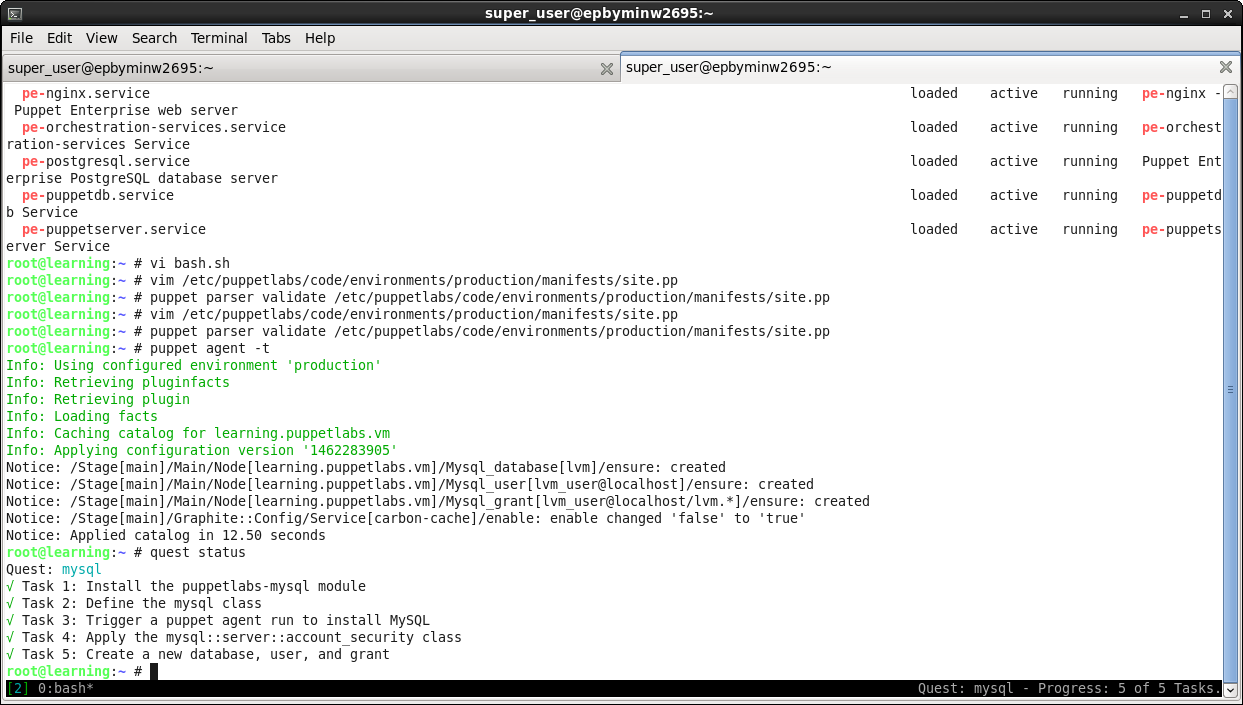 super_user@epbyminw2695:~
File Edit View Search Terminal Tabs Help
super_user@epbyminw2695:~
super_user@epbyminw2695:~
pe-nginx.service loaded active running pe-nginx -
Puppet Enterprise web server
pe-orchestration-services.service loaded active running pe-orchest
ration-services Service
pe-postgresql.service loaded active running Puppet Ent
erprise PostgreSQL database server
pe-puppetdb.service loaded active running pe-puppetd
b Service
pe-puppetserver.service loaded active running pe-puppets
erver Service
root@learning:~ # vi bash.sh
root@learning:~ # vim /etc/puppetlabs/code/environments/production/manifests/site.pp
root@learning:~ # puppet parser validate /etc/puppetlabs/code/environments/production/manifests/site.pp
root@learning:~ # vim /etc/puppetlabs/code/environments/production/manifests/site.pp
root@learning:~ # puppet parser validate /etc/puppetlabs/code/environments/production/manifests/site.pp
root@learning:~ # puppet agent -t
Info: Using configured environment 'production'
Info: Retrieving pluginfacts
Info: Retrieving plugin
Info: Loading facts
Info: Caching catalog for learning.puppetlabs.vm
Info: Applying configuration version '1462283905'
Notice: /Stage[main]/Main/Node[learning.puppetlabs.vm]/Mysql_database[lvm]/ensure: created
Notice: /Stage[main]/Main/Node[learning.puppetlabs.vm]/Mysql_user[lvm_user@localhost]/ensure: created
Notice: /Stage[main]/Main/Node[learning.puppetlabs.vm]/Mysql_grant[lvm_user@localhost/lvm.*]/ensure: created
Notice: /Stage[main]/Graphite::Config/Service[carbon-cache]/enable: enable changed 'false' to 'true'
Notice: Applied catalog in 12.50 seconds
root@learning:~ # quest status
Quest: mysql
√ Task 1: Install the puppetlabs-mysql module
√ Task 2: Define the mysql class
√ Task 3: Trigger a puppet agent run to install MySQL
√ Task 4: Apply the mysql::server::account_security class
√ Task 5: Create a new database, user, and grant
root@learning:~ #
[2] 0:bash* Quest: mysql - Progress: 5 of 5 Tasks.